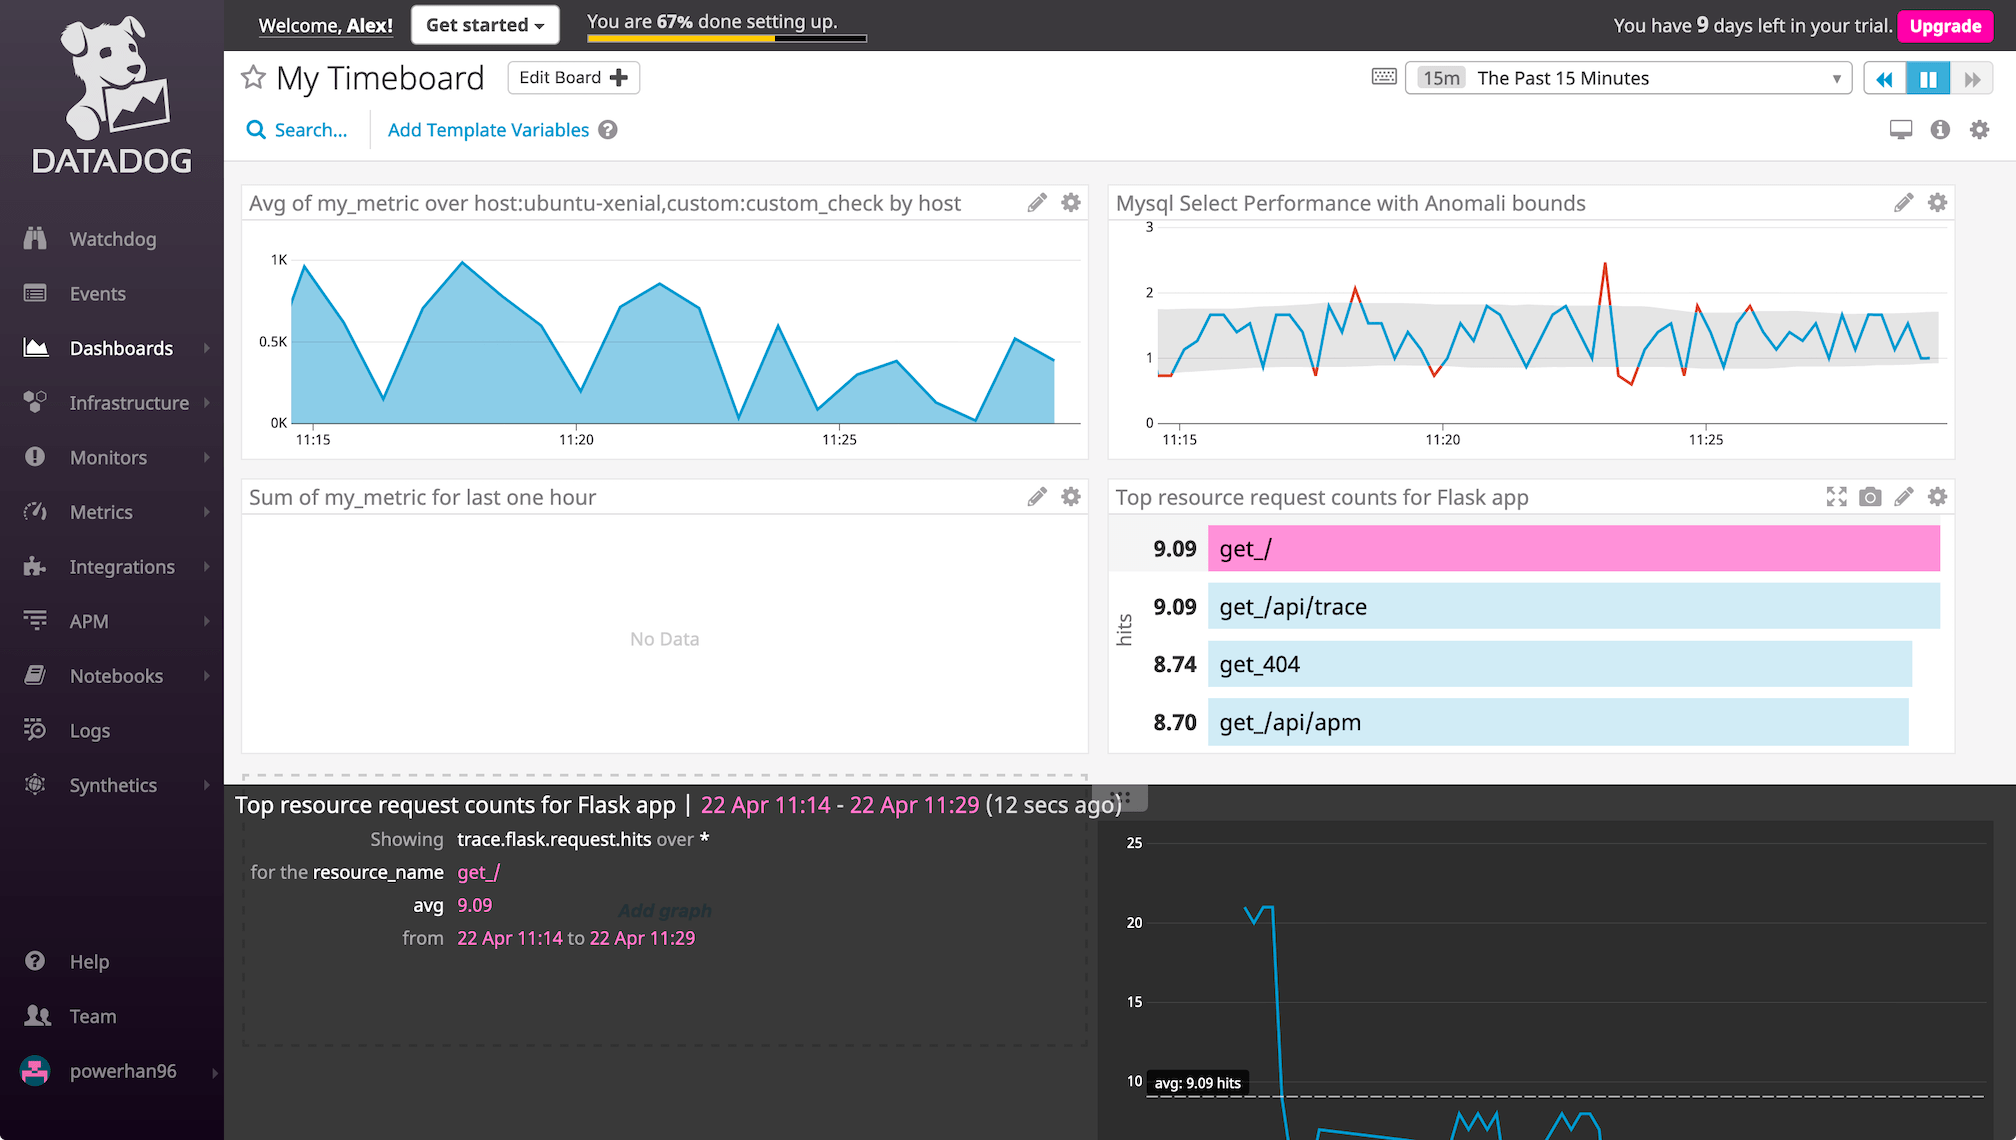 Welcome, Alex!
Get started
You are 67% done setting up.
You have 9 days left in your trial.
Upgrade
DATADOG
Watchdog
Events
Dashboards
Infrastructure
Monitors
Metrics
Integrations
APM
Notebooks
Logs
Synthetics
Help
Team
powerhan96
My Timeboard
Edit Board
15m The Past 15 Minutes
Search...
Add Template Variables
Avg of my_metric over host:ubuntu-xenial,custom:custom_check by host
1K
0.5K
0K
11:15 11:20 11:25
Mysql Select Performance with Anomali bounds
3
2
1
0
11:15 11:20 11:25
Sum of my_metric for last one hour
No Data
Top resource request counts for Flask app
hits
9.09 get_/
9.09 get_/api/trace
8.74 get_404
8.70 get_/api/apm
Top resource request counts for Flask app | 22 Apr 11:14 - 22 Apr 11:29 (12 secs ago)
Showing trace.flask.request.hits over *
for the resource_name get_/
avg 9.09
Add graph
from 22 Apr 11:14 to 22 Apr 11:29
25
20
15
10
avg: 9.09 hits